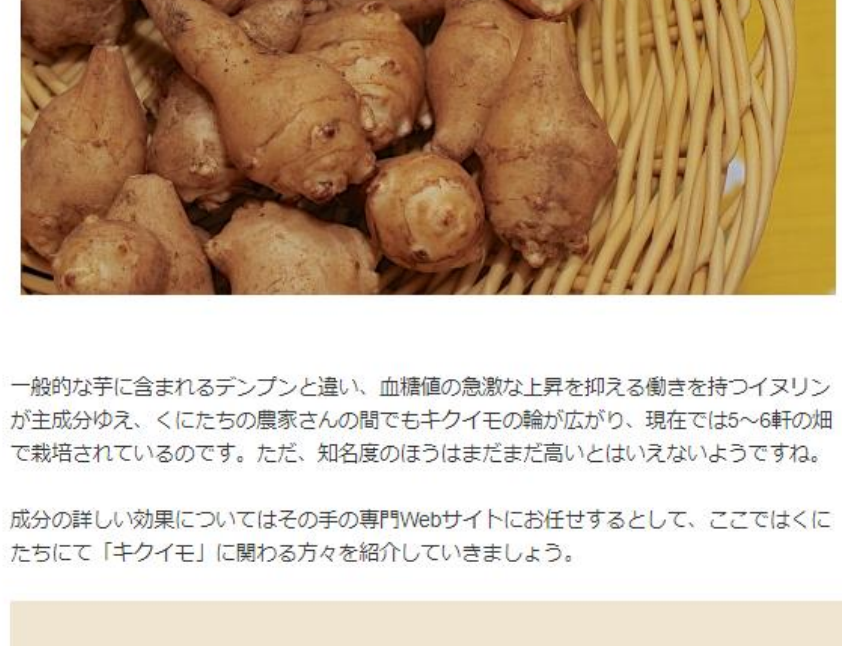 一般的な芋に含まれるデンプンと違い、血糖値の急激な上昇を抑える働きを持つイヌリン
が主成分ゆえ、くにたちの農家さんの間でもキクイモの輪が広がり、現在では5～6軒の畑
で栽培されているのです。ただ、知名度のほうはまだまだ高いとはいえないようですね。
成分の詳しい効果についてはその手の専門Webサイトにお任せするとして、ここではくに
たちにて「キクイモ」に関わる方々を紹介していきましょう。